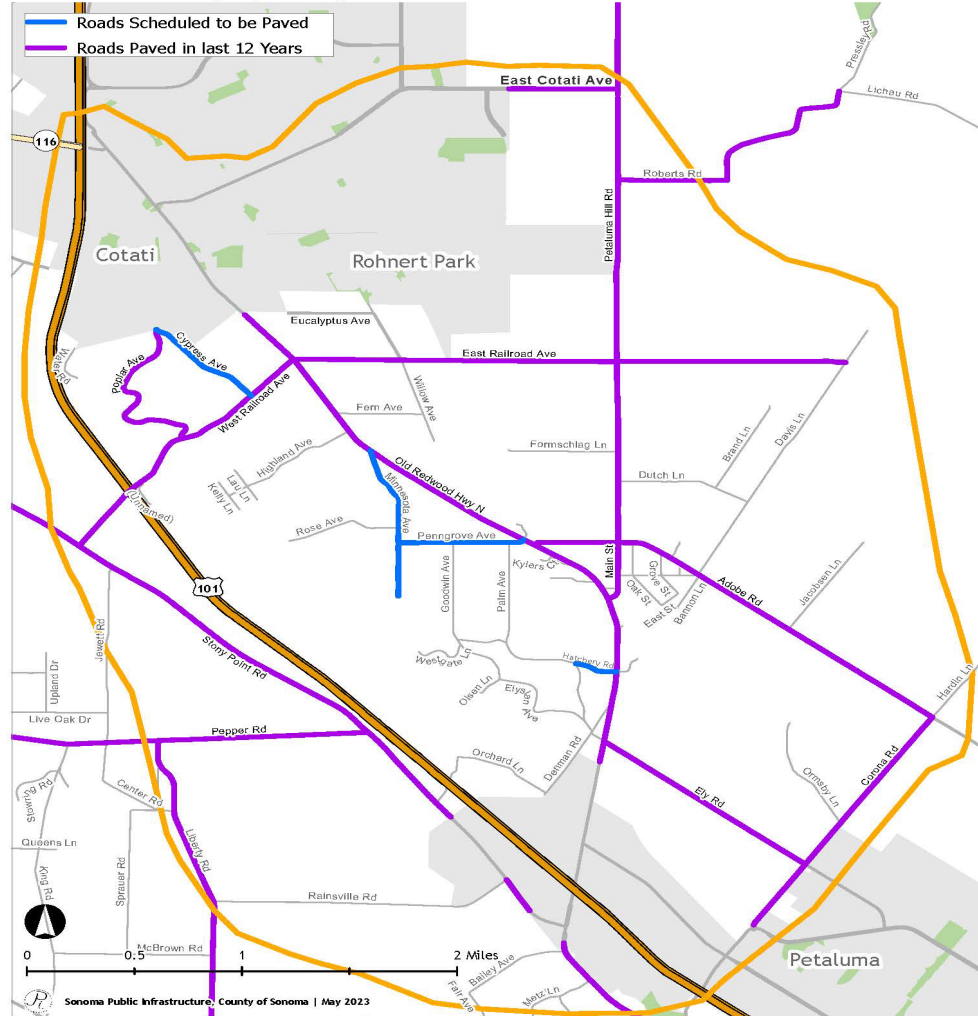 Roads Scheduled to be Paved
Roads Paved in last 12 Years
Pressley Rd
East Cotati Ave
Lichau Rd
116
Roberts Rd
Petaluma Hill Rd
Cotati
Rohnert Park
Eucalyptus Ave
Cypress Ave
East Railroad Ave
Poplar Ave
Willow Ave
West Railroad Ave
Fern Ave
Brand Ln
Davis Ln
Highland Ave
Formschlag Ln
Old Redwood Hwy N
Lau Ln
Kelly Ln
Minnesota Ave
Dutch Ln
(Unnamed)
Rose Ave
Penngrove Ave
Kylers C
Main St
Grove St
Oak St
East St
Bannon Ln
Adobe Rd
Jacobsen Ln
101
Goodwin Ave
Palm Ave
Jewett Rd
Stony Point Rd
Westgate Ln
Hatchery Rd
Upland Dr
Olsen Ln
Elysian Ave
Hardin Ln
Live Oak Dr
Pepper Rd
Orchard Ln
Denman Rd
Corona Rd
Ormsby Ln
Center Rd
Ely Rd
Queens Ln
Liberty Rd
King Rd
Sprauer Rd
Rainsville Rd
McBrown Rd
0 0.5 1 2 Miles
Bailey Ave
Petaluma
Fair Ave
Metz Ln
Sonoma Public Infrastructure, County of Sonoma | May 2023